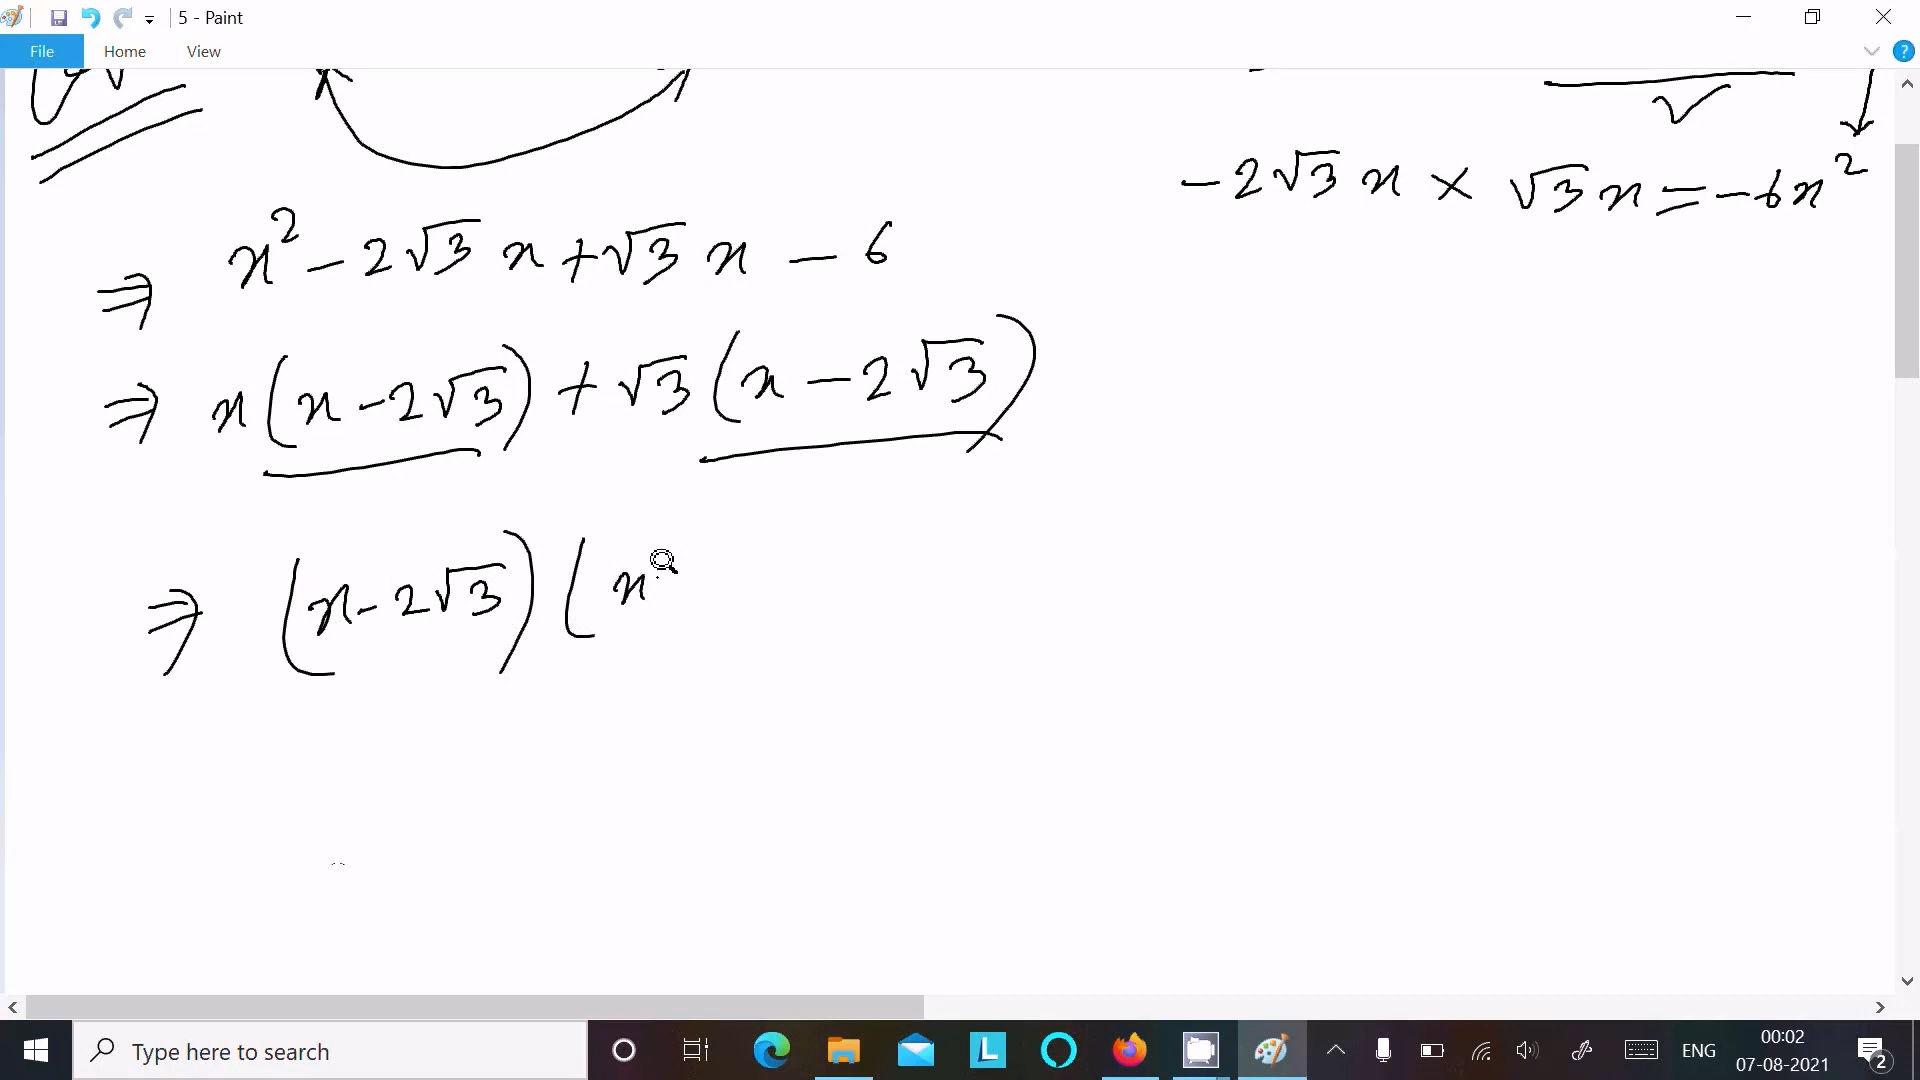 5 - Paint
File Home View
-2√3 x × √3 x = -6x²
⇒ x² - 2√3 x + √3 x - 6
⇒ x(x - 2√3) + √3(x - 2√3)
⇒ (x - 2√3)(x
Type here to search
ENG
00:02
07-08-2021
2